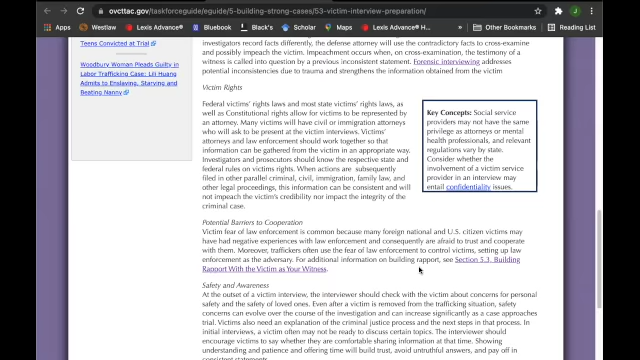 ovcttac.gov/taskforceguide/eguide/5-building-strong-cases/53-victim-interview-preparation/
Apps
Westlaw
Lexis Advance® H...
Bluebook
Black's
Scholar
Lexis Advance® H...
»
Other Bookmarks
Reading List
Teens Convicted at Trial
Woodbury Woman Pleads Guilty in
Labor Trafficking Case: Lili Huang
Admits to Enslaving, Starving and
Beating Nanny
investigators record facts differently, the defense attorney will use the contradictory facts to cross-examine
and possibly impeach the victim. Impeachment occurs when, on cross-examination, the testimony of a
witness is called into question by a previous inconsistent statement. Forensic interviewing addresses
potential inconsistencies due to trauma and strengthens the information obtained from the victim
Victim Rights
Federal victims' rights laws and most state victims' rights laws, as
well as Constitutional rights allow for victims to be represented by
an attorney. Many victims will have civil or immigration attorneys
who will ask to be present at the victim interviews. Victims'
attorneys and law enforcement should work together so that
information can be gathered from the victim in an appropriate way.
Investigators and prosecutors should know the respective state and
federal rules on victims rights. When actions are subsequently
filed in other parallel criminal, civil, immigration, family law, and
other legal proceedings, this information can be consistent and will
not impeach the victim's credibility nor impact the integrity of the
criminal case.
Key Concepts: Social service
providers may not have the same
privilege as attorneys or mental
health professionals, and relevant
regulations vary by state.
Consider whether the
involvement of a victim service
provider in an interview may
entail confidentiality issues.
Potential Barriers to Cooperation
Victim fear of law enforcement is common because many foreign national and U.S. citizen victims may
have had negative experiences with law enforcement and consequently are afraid to trust and cooperate
with them. Moreover, traffickers often use the fear of law enforcement to control victims, setting up law
enforcement as the adversary. For additional information on building rapport, see Section 5.3, Building
Rapport With the Victim as Your Witness.
Safety and Awareness
At the outset of a victim interview, the interviewer should check with the victim about concerns for personal
safety and the safety of loved ones. Even after a victim is removed from the trafficking situation, safety
concerns can evolve over the course of the investigation and can increase significantly as a case approaches
trial. Victims also need an explanation of the criminal justice process and the next steps in that process. In
initial interviews, a victim often may not be ready to discuss certain topics. The interviewer should
encourage victims to say whether they are comfortable sharing information at that time. Showing
understanding and patience and offering time will build trust, avoid untruthful answers, and pay off in
consistent statements.